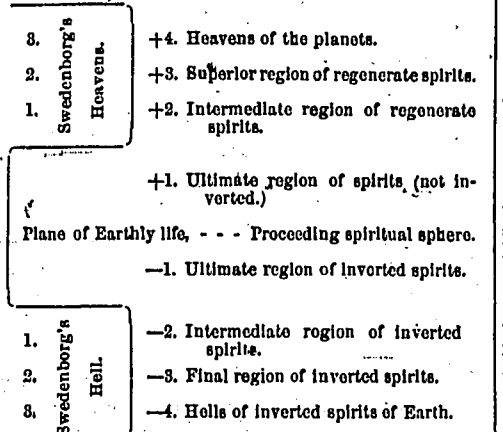 Swedenborg's
Heavens.
3. +4. Heavens of the planets.
2. +3. Superior region of regenerate spirits.
1. +2. Intermediate region of regenerate
spirits.
+1. Ultimate region of spirits (not in-
verted.)
Plane of Earthly life, - - - Proceeding spiritual sphere.
—1. Ultimate region of inverted spirits.
Swedenborg's
Hell.
1. —2. Intermediate region of inverted
spirits.
2. —3. Final region of inverted spirits.
3. —4. Hells of inverted spirits of Earth.